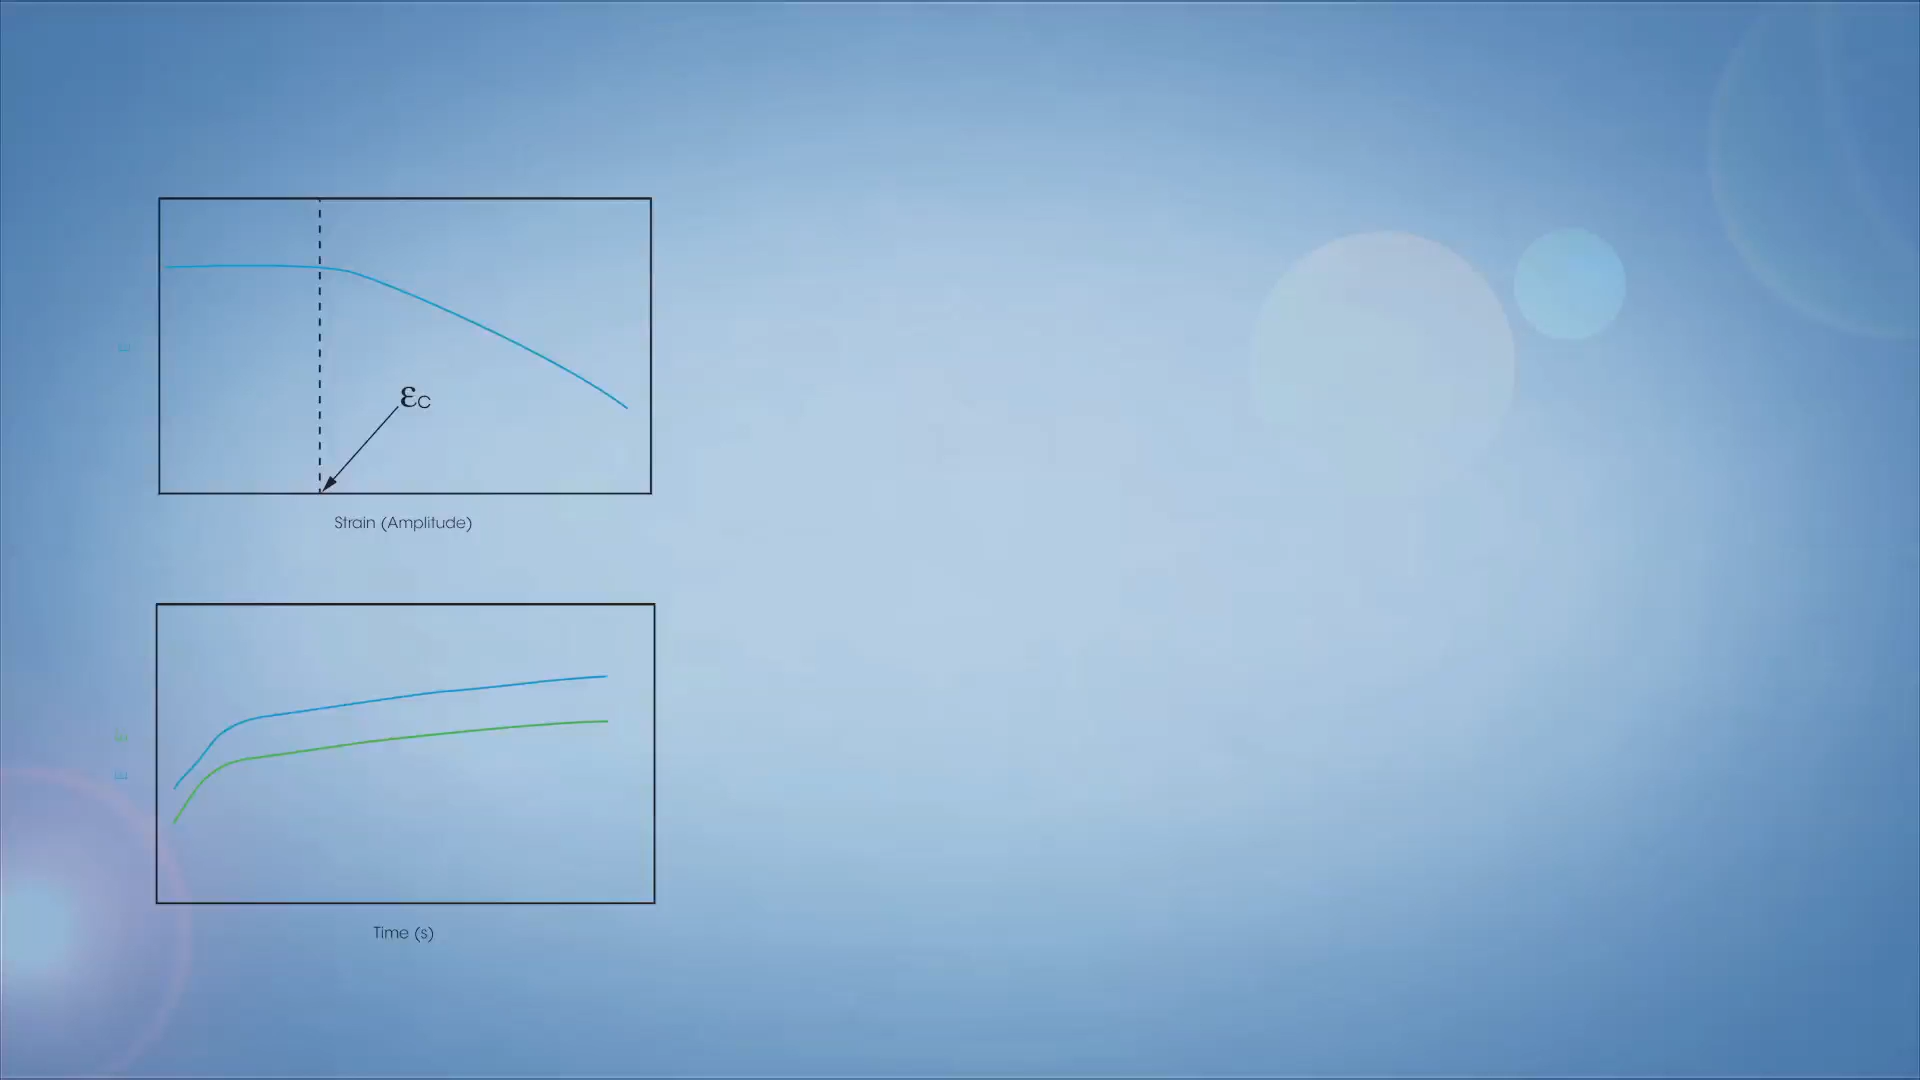 E
εc
Strain (Amplitude)
E
Time (s)